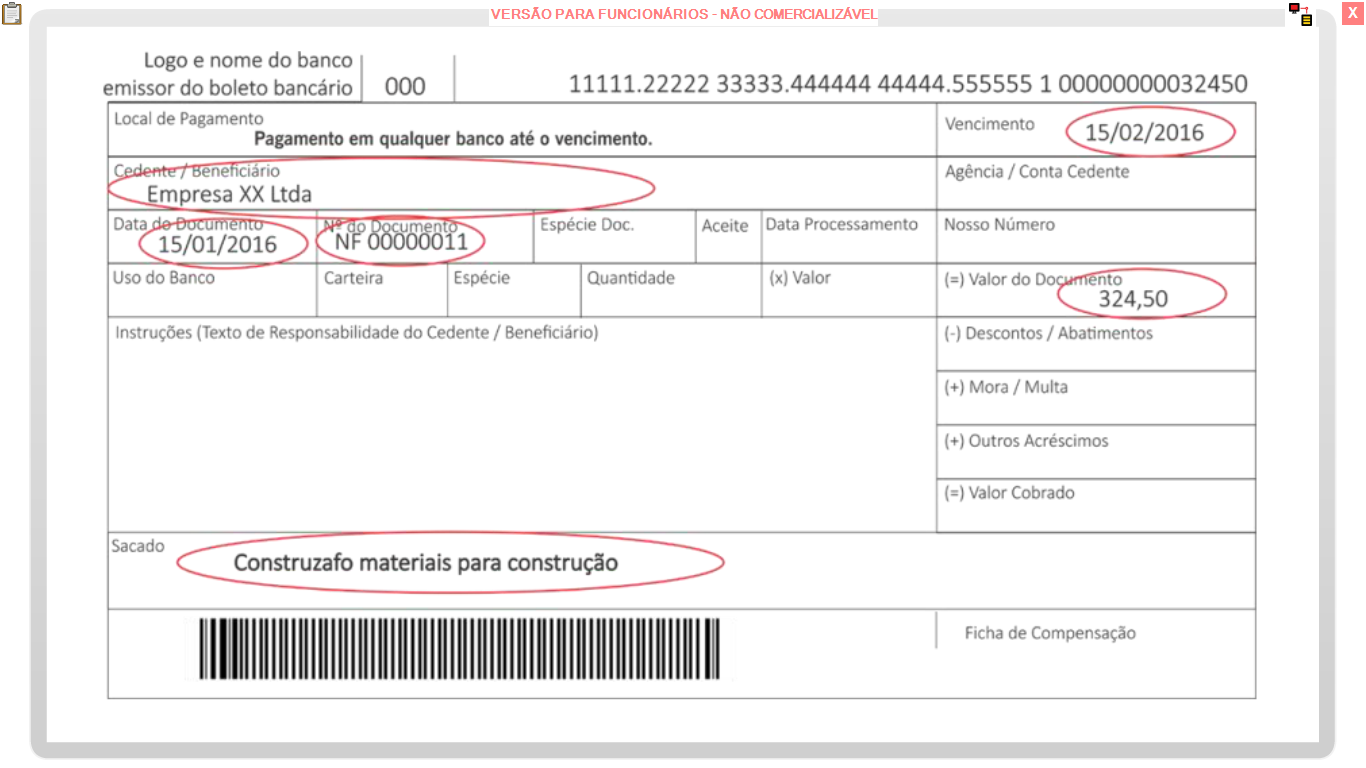 VERSÃO PARA FUNCIONÁRIOS - NÃO COMERCIALIZÁVEL
X
Logo e nome do banco
emissor do boleto bancário
000
11111.22222 33333.444444 44444.555555 1 00000000032450
Local de Pagamento
Pagamento em qualquer banco até o vencimento.
Vencimento
15/02/2016
Cedente / Beneficiário
Empresa XX Ltda
Agência / Conta Cedente
Data do Documento
15/01/2016
Nº do Documento
NF 00000011
Espécie Doc.
Aceite
Data Processamento
Nosso Número
Uso do Banco
Carteira
Espécie
Quantidade
(x) Valor
(=) Valor do Documento
324,50
Instruções (Texto de Responsabilidade do Cedente / Beneficiário)
(-) Descontos / Abatimentos
(+) Mora / Multa
(+) Outros Acréscimos
(=) Valor Cobrado
Sacado
Construzafo materiais para construção
Ficha de Compensação